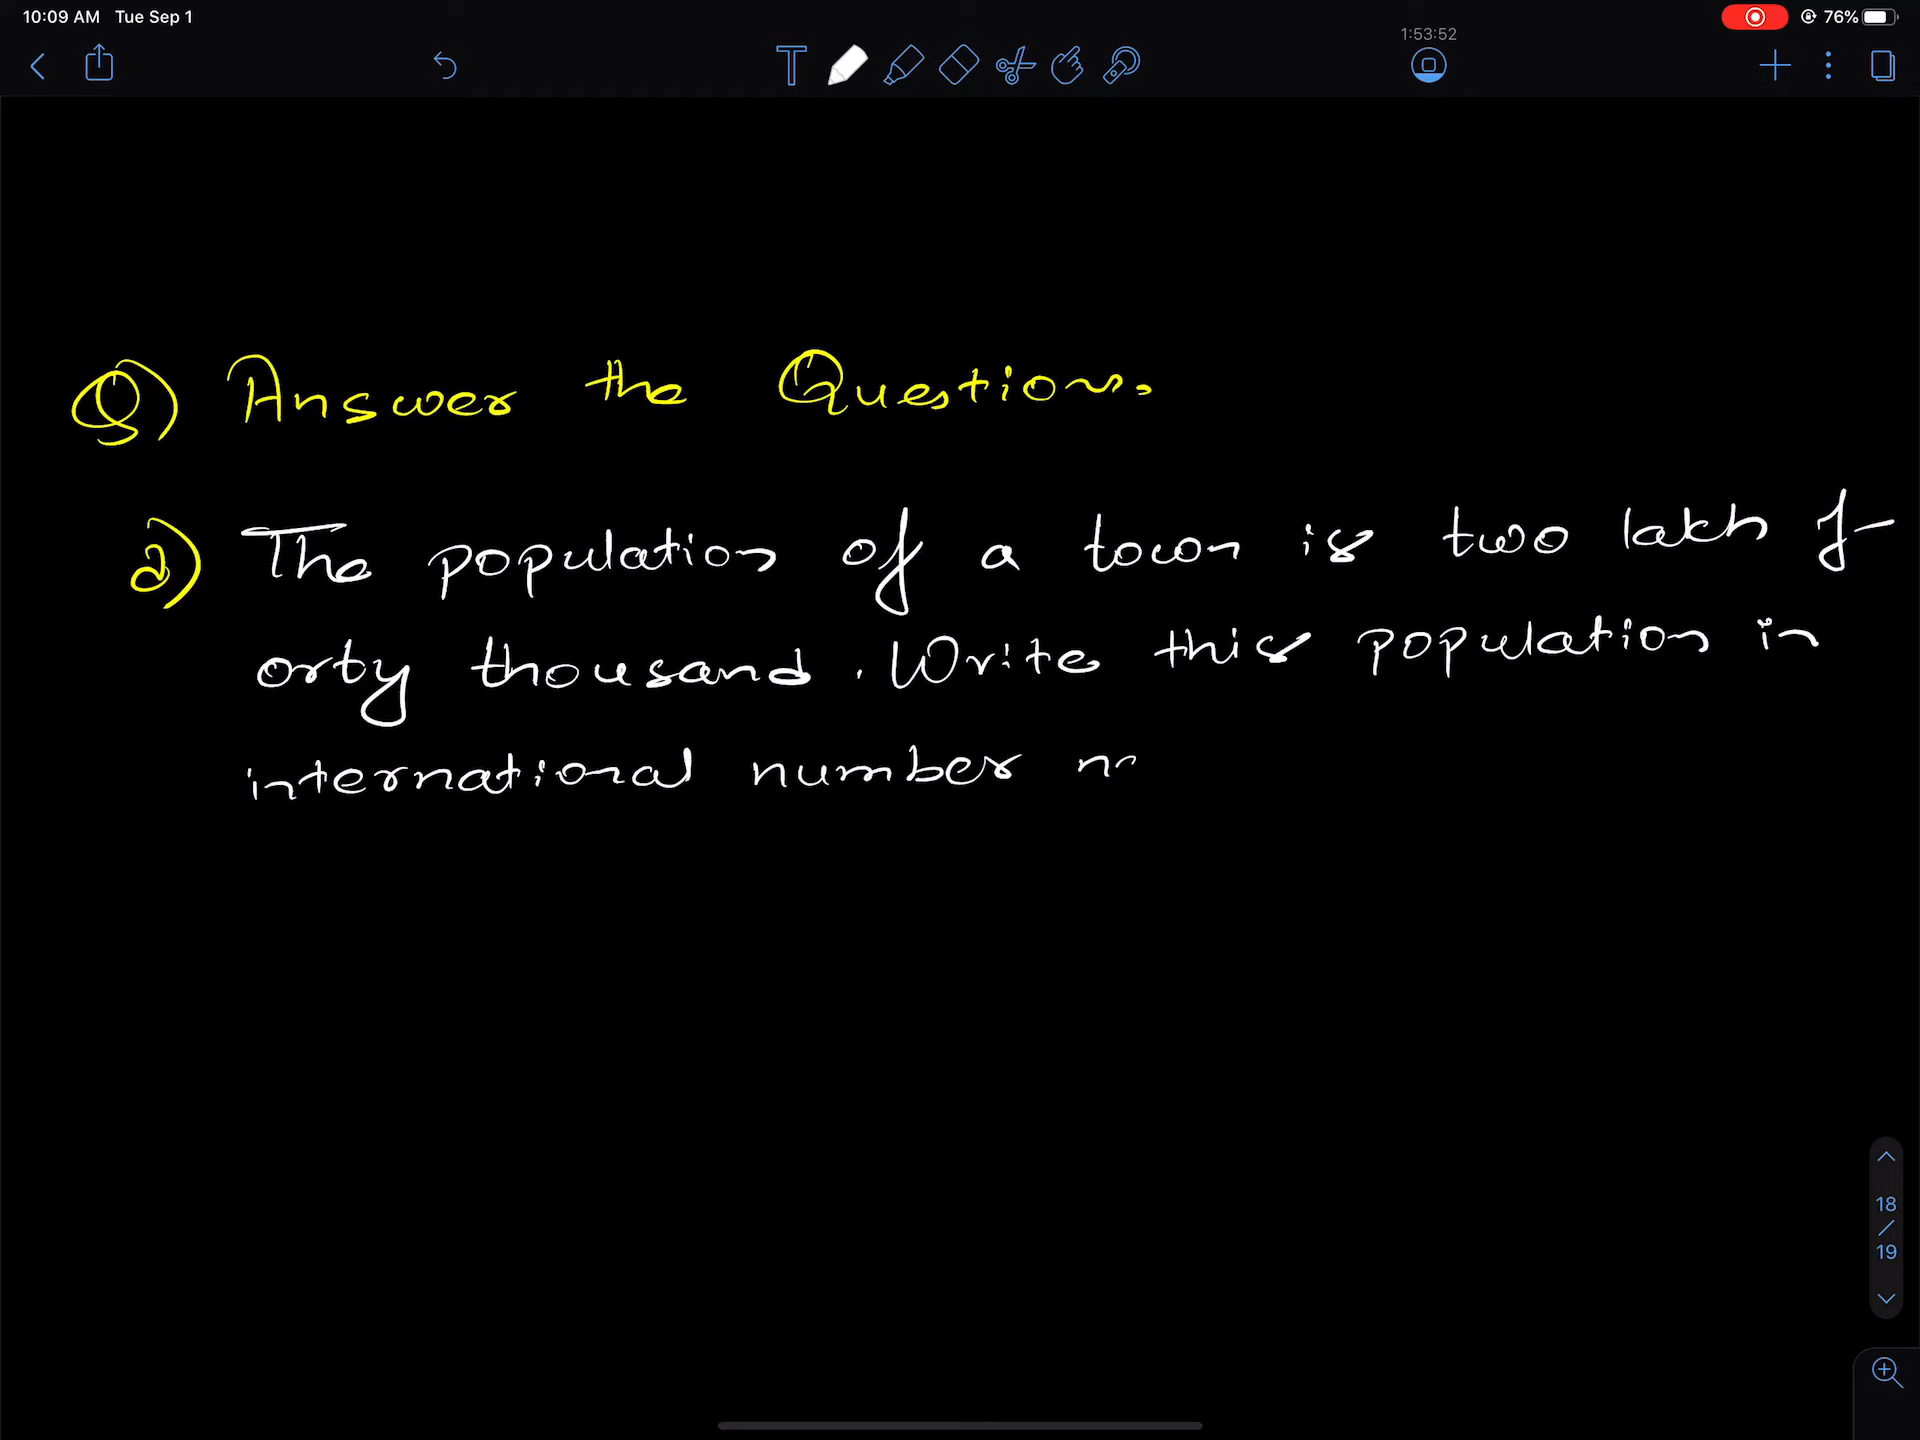 10:09 AM Tue Sep 1
76%
1:53:52
T
Q) Answer the Questions.
a) The population of a town is two lakh f-
orty thousand. Write this population in
international number
18
/
19